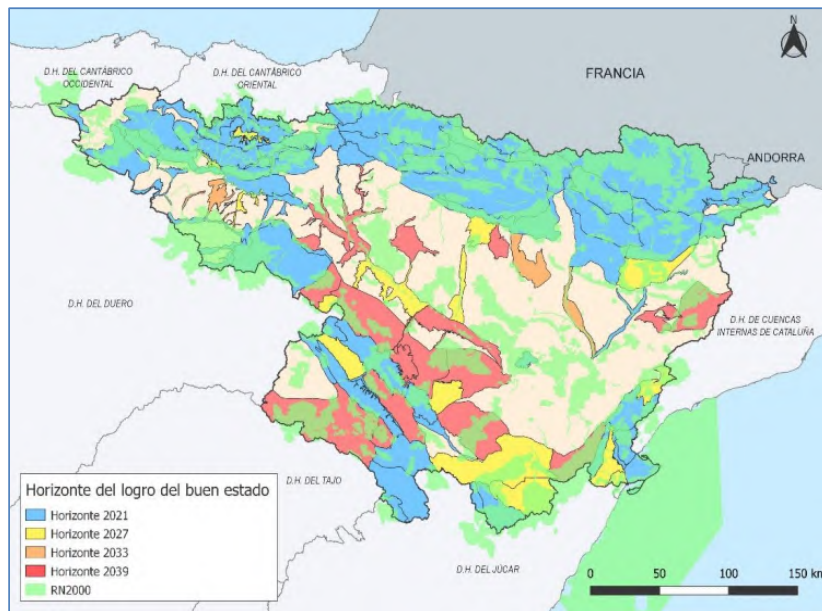 N
D.H. DEL CANTÁBRICO
OCCIDENTAL
D.H. DEL CANTÁBRICO
ORIENTAL
FRANCIA
ANDORRA
D.H. DEL DUERO
D.H. DE CUENCAS
INTERNAS DE CATALUÑA
D.H. DEL TAJO
D.H. DEL JÚCAR
Horizonte del logro del buen estado
Horizonte 2021
Horizonte 2027
Horizonte 2033
Horizonte 2039
RN2000
0 50 100 150 km